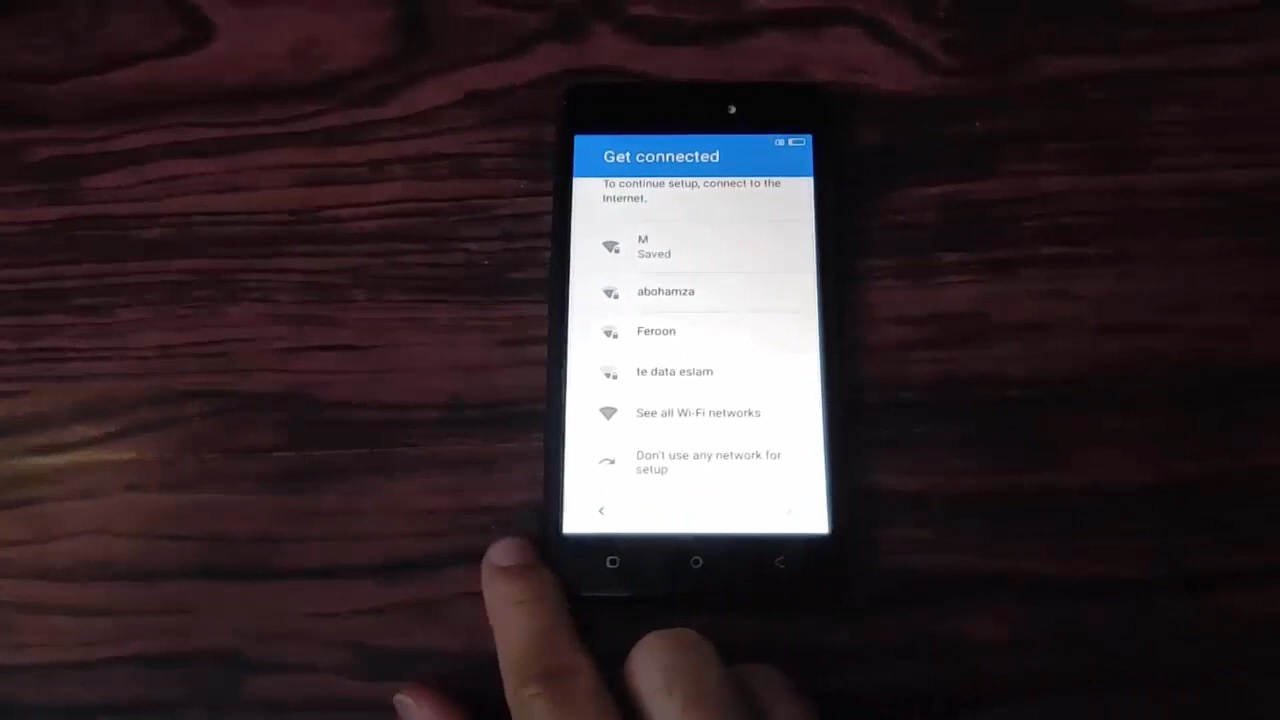 Get connected
To continue setup, connect to the
Internet.
M
Saved
abohamza
Feroon
te data eslam
See all Wi-Fi networks
Don't use any network for
setup